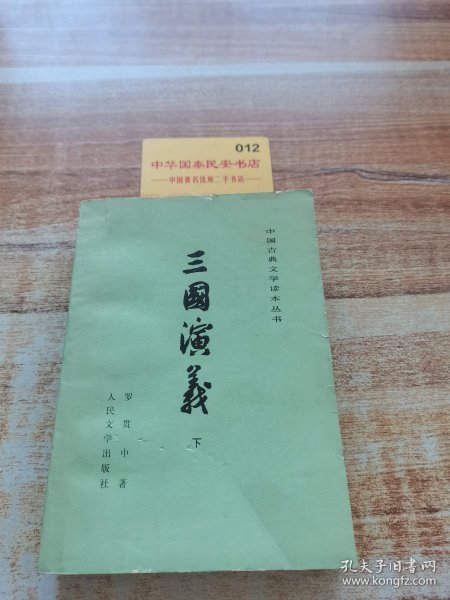 012
中华国泰民安书店
——中国著名优质二手书店——
中国古典文学读本丛书
三國演義
下
罗贯中著
人民文学出版社
孔夫子旧书网
www.kongfz.com